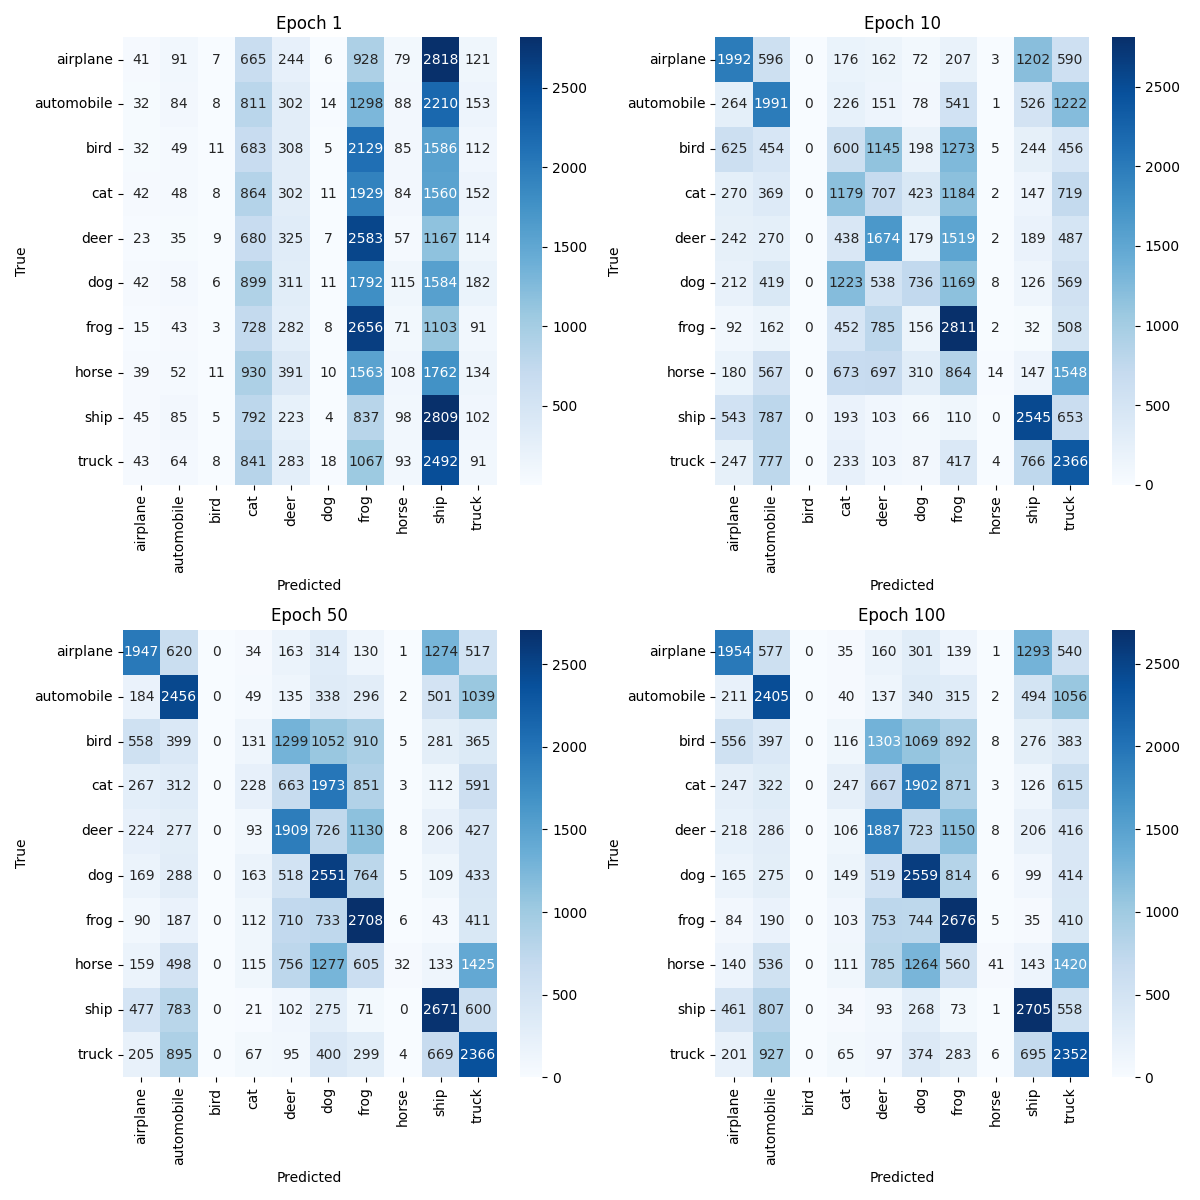 Epoch 1
airplane 41 91 7 665 244 6 928 79 2818 121
automobile 32 84 8 811 302 14 1298 88 2210 153
bird 32 49 11 683 308 5 2129 85 1586 112
cat 42 48 8 864 302 11 1929 84 1560 152
deer 23 35 9 680 325 7 2583 57 1167 114
dog 42 58 6 899 311 11 1792 115 1584 182
frog 15 43 3 728 282 8 2656 71 1103 91
horse 39 52 11 930 391 10 1563 108 1762 134
ship 45 85 5 792 223 4 837 98 2809 102
truck 43 64 8 841 283 18 1067 93 2492 91
airplane automobile bird cat deer dog frog horse ship truck
Predicted
True
2500
2000
1500
1000
500
Epoch 10
airplane 1992 596 0 176 162 72 207 3 1202 590
automobile 264 1991 0 226 151 78 541 1 526 1222
bird 625 454 0 600 1145 198 1273 5 244 456
cat 270 369 0 1179 707 423 1184 2 147 719
deer 242 270 0 438 1674 179 1519 2 189 487
dog 212 419 0 1223 538 736 1169 8 126 569
frog 92 162 0 452 785 156 2811 2 32 508
horse 180 567 0 673 697 310 864 14 147 1548
ship 543 787 0 193 103 66 110 0 2545 653
truck 247 777 0 233 103 87 417 4 766 2366
airplane automobile bird cat deer dog frog horse ship truck
Predicted
True
2500
2000
1500
1000
500
0
Epoch 50
airplane 1947 620 0 34 163 314 130 1 1274 517
automobile 184 2456 0 49 135 338 296 2 501 1039
bird 558 399 0 131 1299 1052 910 5 281 365
cat 267 312 0 228 663 1973 851 3 112 591
deer 224 277 0 93 1909 726 1130 8 206 427
dog 169 288 0 163 518 2551 764 5 109 433
frog 90 187 0 112 710 733 2708 6 43 411
horse 159 498 0 115 756 1277 605 32 133 1425
ship 477 783 0 21 102 275 71 0 2671 600
truck 205 895 0 67 95 400 299 4 669 2366
airplane automobile bird cat deer dog frog horse ship truck
Predicted
True
2500
2000
1500
1000
500
0
Epoch 100
airplane 1954 577 0 35 160 301 139 1 1293 540
automobile 211 2405 0 40 137 340 315 2 494 1056
bird 556 397 0 116 1303 1069 892 8 276 383
cat 247 322 0 247 667 1902 871 3 126 615
deer 218 286 0 106 1887 723 1150 8 206 416
dog 165 275 0 149 519 2559 814 6 99 414
frog 84 190 0 103 753 744 2676 5 35 410
horse 140 536 0 111 785 1264 560 41 143 1420
ship 461 807 0 34 93 268 73 1 2705 558
truck 201 927 0 65 97 374 283 6 695 2352
airplane automobile bird cat deer dog frog horse ship truck
Predicted
True
2500
2000
1500
1000
500
0